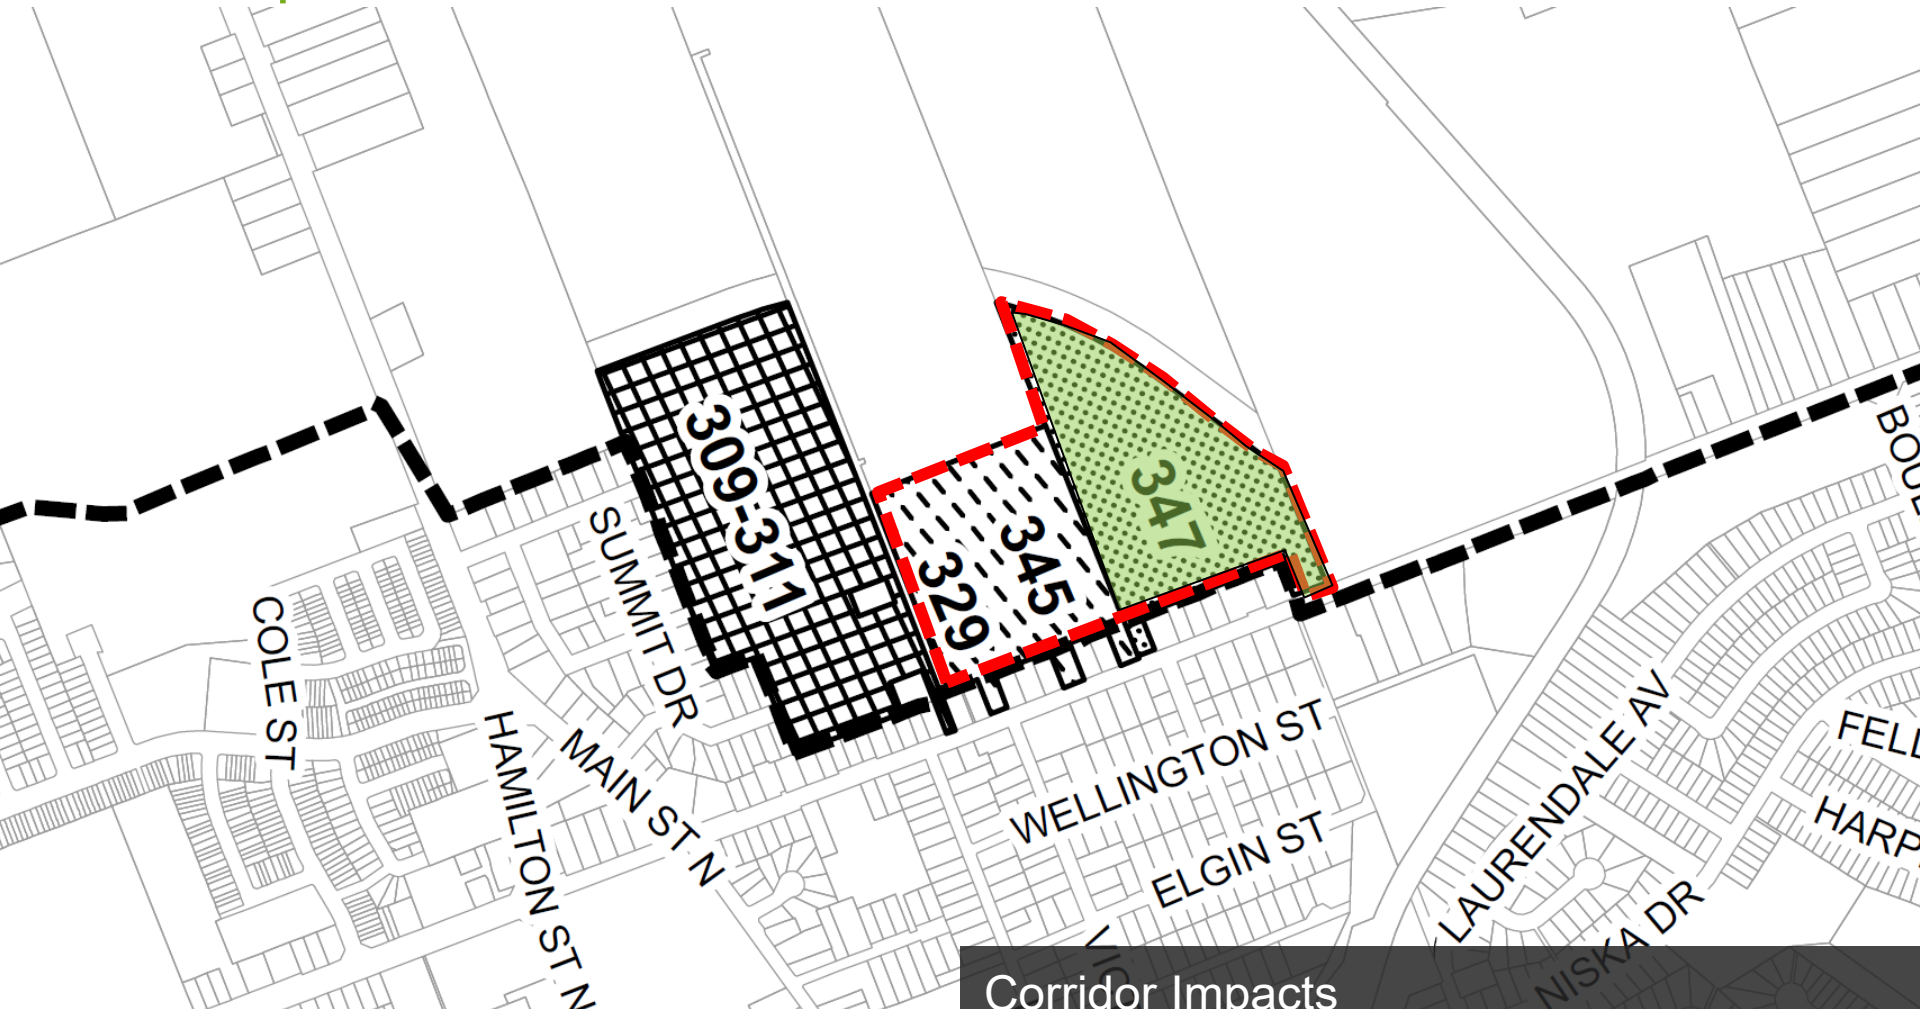 309-311
347
345
329
SUMMIT DR
COLE ST
HAMILTON ST N
MAIN ST N
WELLINGTON ST
ELGIN ST
LAURENDALE AV
NISKA DR
Corridor Impacts